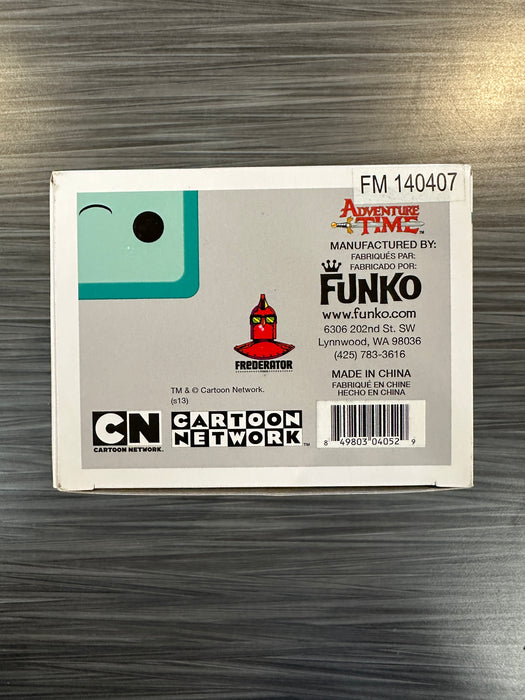 FM 140407
ADVENTURE
TIME
MANUFACTURED BY:
FABRIQUÉS PAR:
FABRICADO POR:
FUNKO
www.funko.com
6306 202nd St. SW
Lynnwood, WA 98036
(425) 783-3616
MADE IN CHINA
FABRIQUÉ EN CHINE
HECHO EN CHINA
FREDERATOR
TM & © Cartoon Network.
(s13)
CN
CARTOON NETWORK.
CARTOON
NETWORK™
8 49803 04052 9